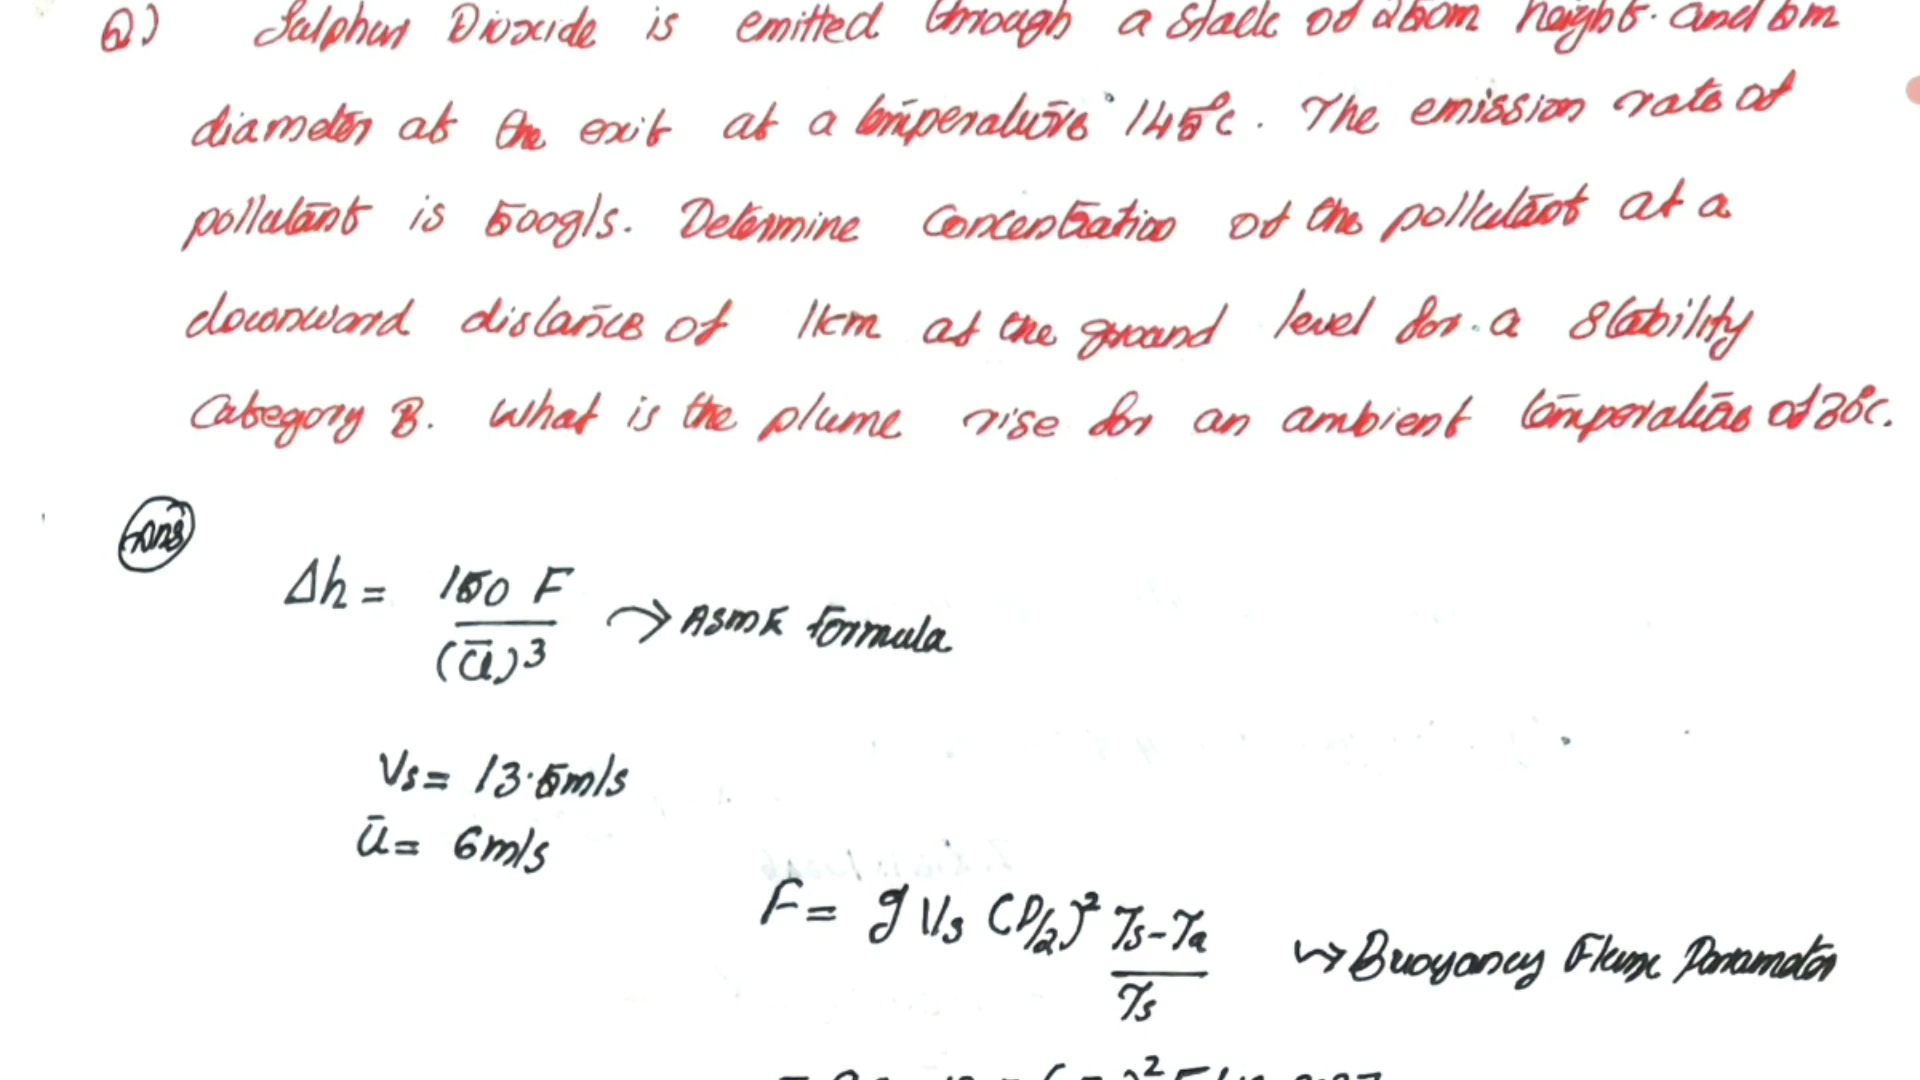 Q) Sulphur Dioxide is emitted through a stack of 250m height and 5m
diameter at the exit at a temperature 145°c. The emission rate of
pollutant is 500g/s. Determine Concentration of the pollutant at a
downward distance of 1km at the ground level for a Stability
Category B. What is the plume rise for an ambient temperature of 30°c.
Ans
Δh = 150 F / (ū)3 → ASME Formula
Vs = 13.5m/s
ū = 6m/s
F = g Vs (D/2)² Ts-Ta / Ts → Buoyancy Flux Parameter